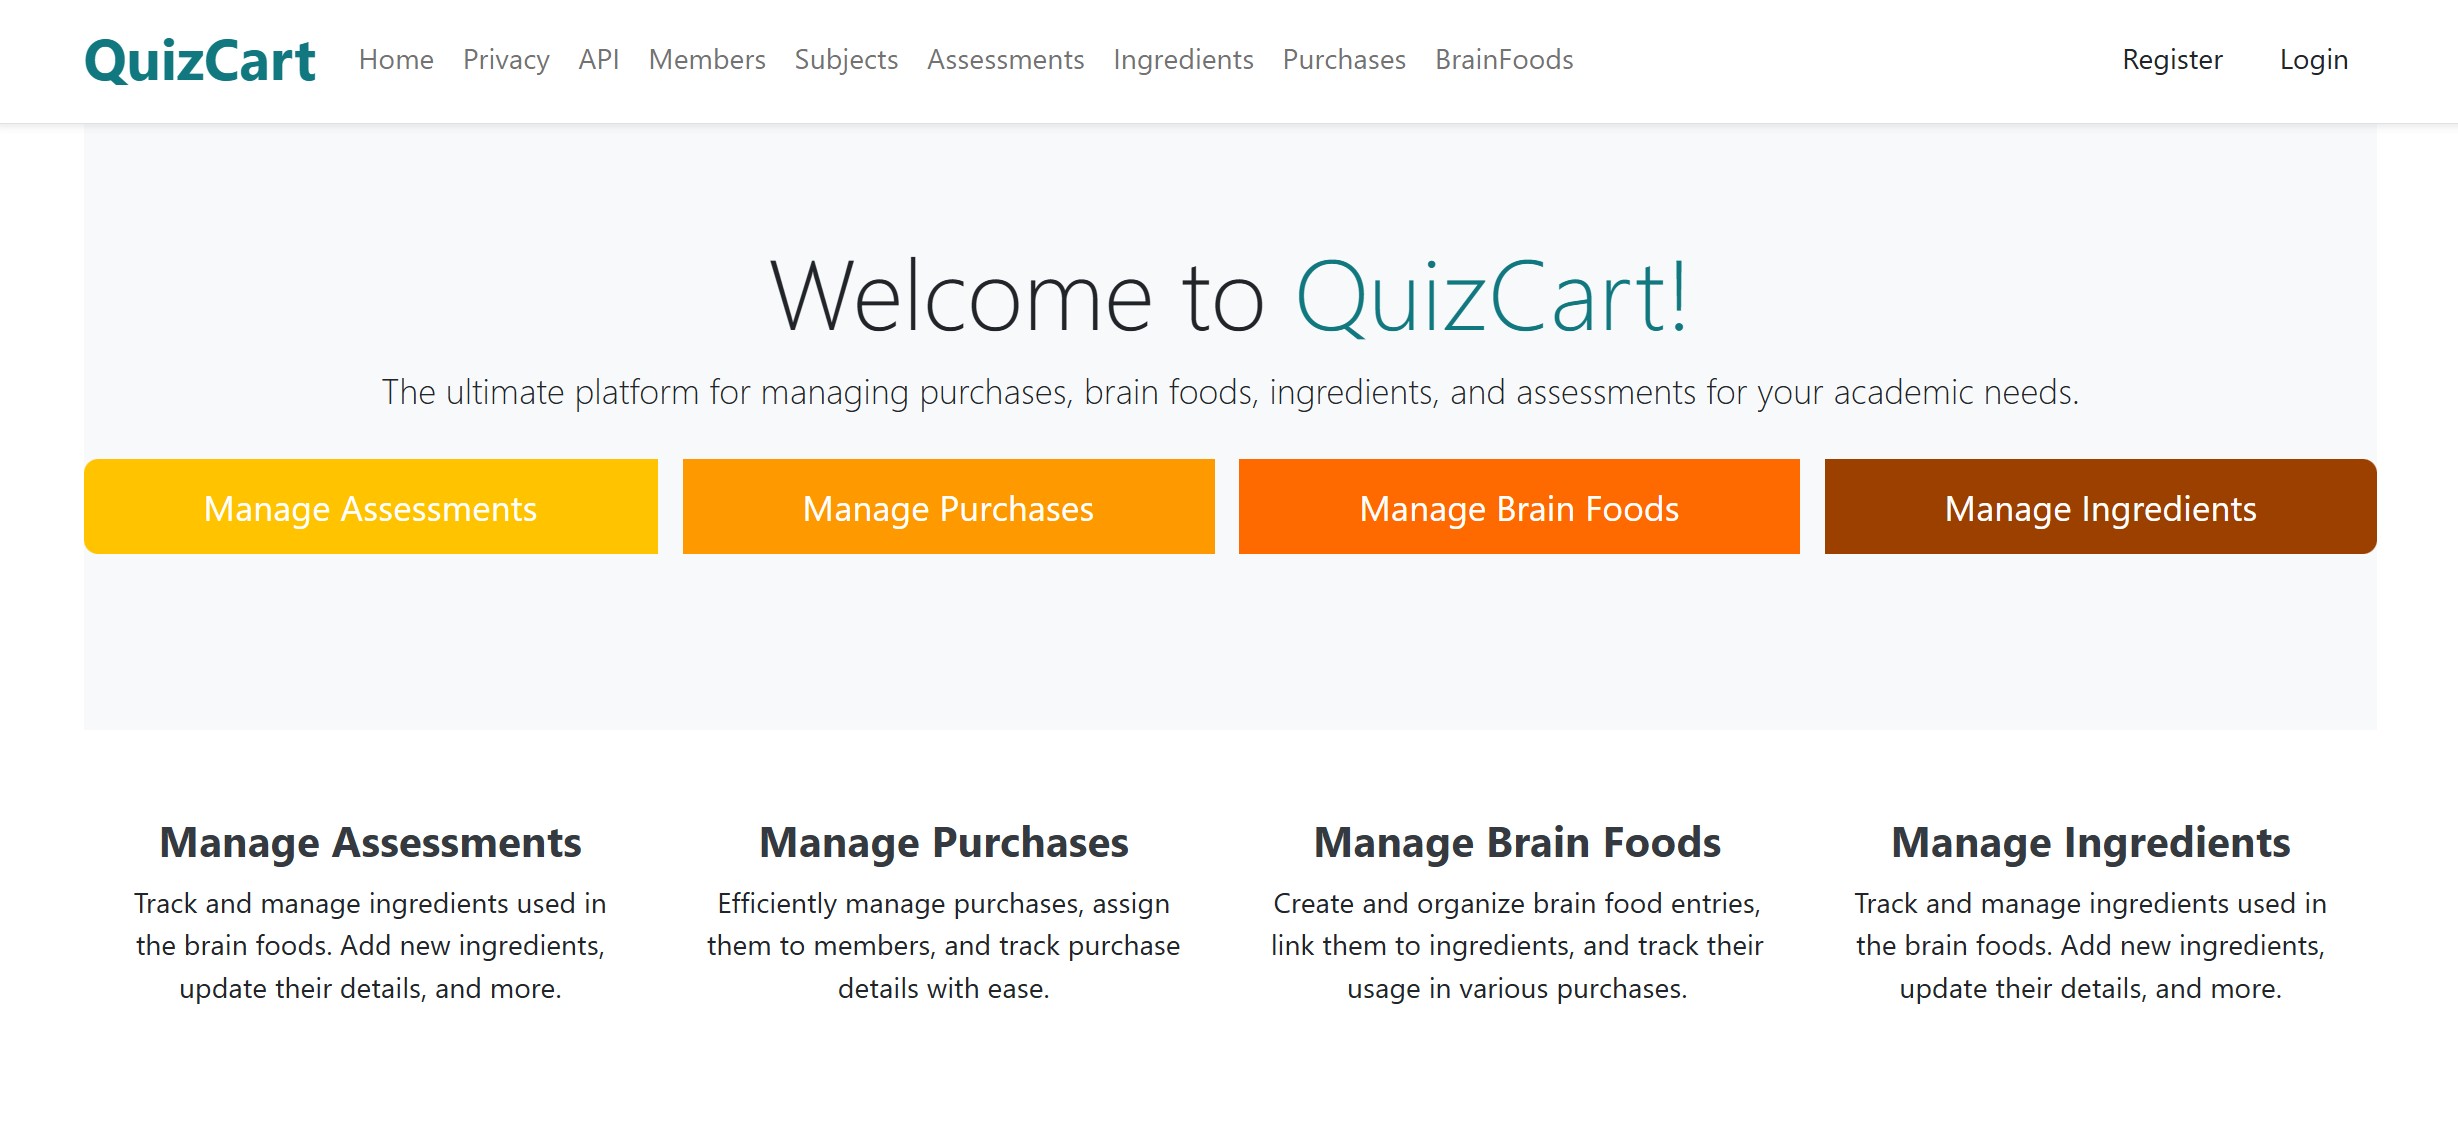 QuizCart Home Privacy API Members Subjects Assessments Ingredients Purchases BrainFoods Register Login
Welcome to QuizCart!
The ultimate platform for managing purchases, brain foods, ingredients, and assessments for your academic needs.
Manage Assessments Manage Purchases Manage Brain Foods Manage Ingredients
Manage Assessments
Track and manage ingredients used in
the brain foods. Add new ingredients,
update their details, and more.
Manage Purchases
Efficiently manage purchases, assign
them to members, and track purchase
details with ease.
Manage Brain Foods
Create and organize brain food entries,
link them to ingredients, and track their
usage in various purchases.
Manage Ingredients
Track and manage ingredients used in
the brain foods. Add new ingredients,
update their details, and more.